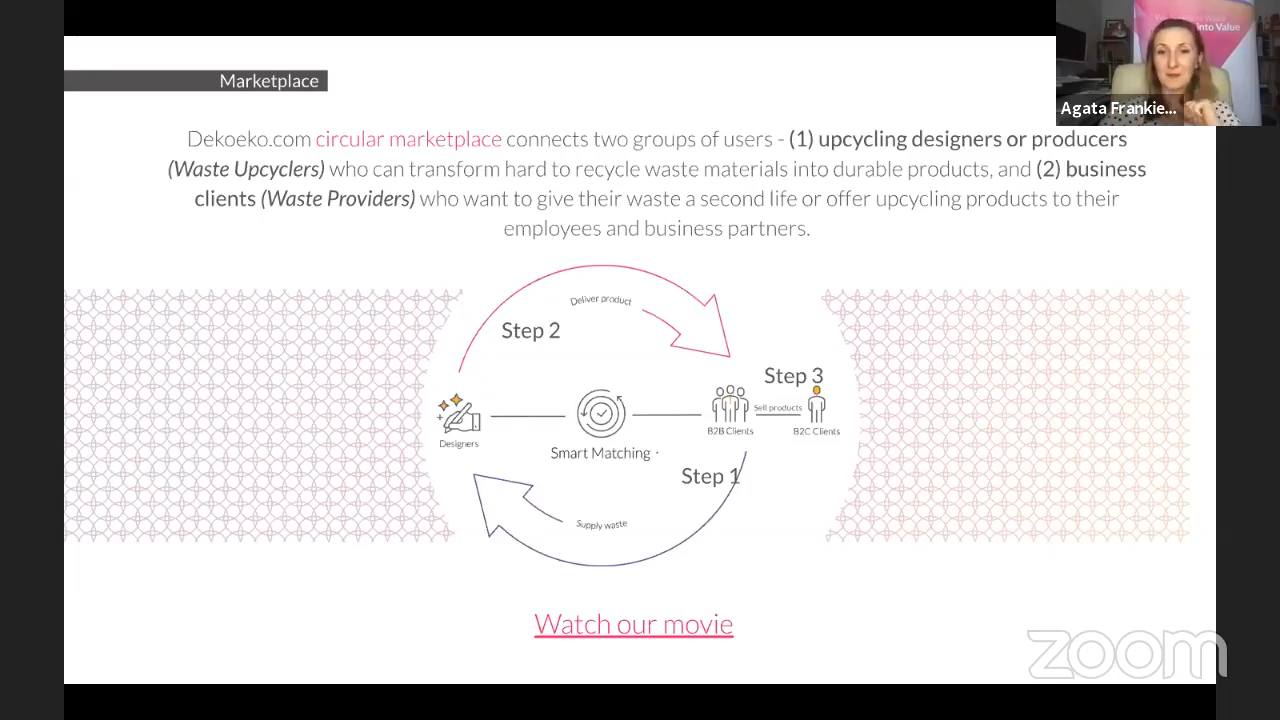 into Value
Agata Frankie...
Marketplace
Dekoeko.com circular marketplace connects two groups of users - (1) upcycling designers or producers
(Waste Upcyclers) who can transform hard to recycle waste materials into durable products, and (2) business
clients (Waste Providers) who want to give their waste a second life or offer upcycling products to their
employees and business partners.
Deliver product
Step 2
Step 3
Sell products
Designers
B2B Clients
B2C Clients
Smart Matching
Step 1
Supply waste
Watch our movie
zoom